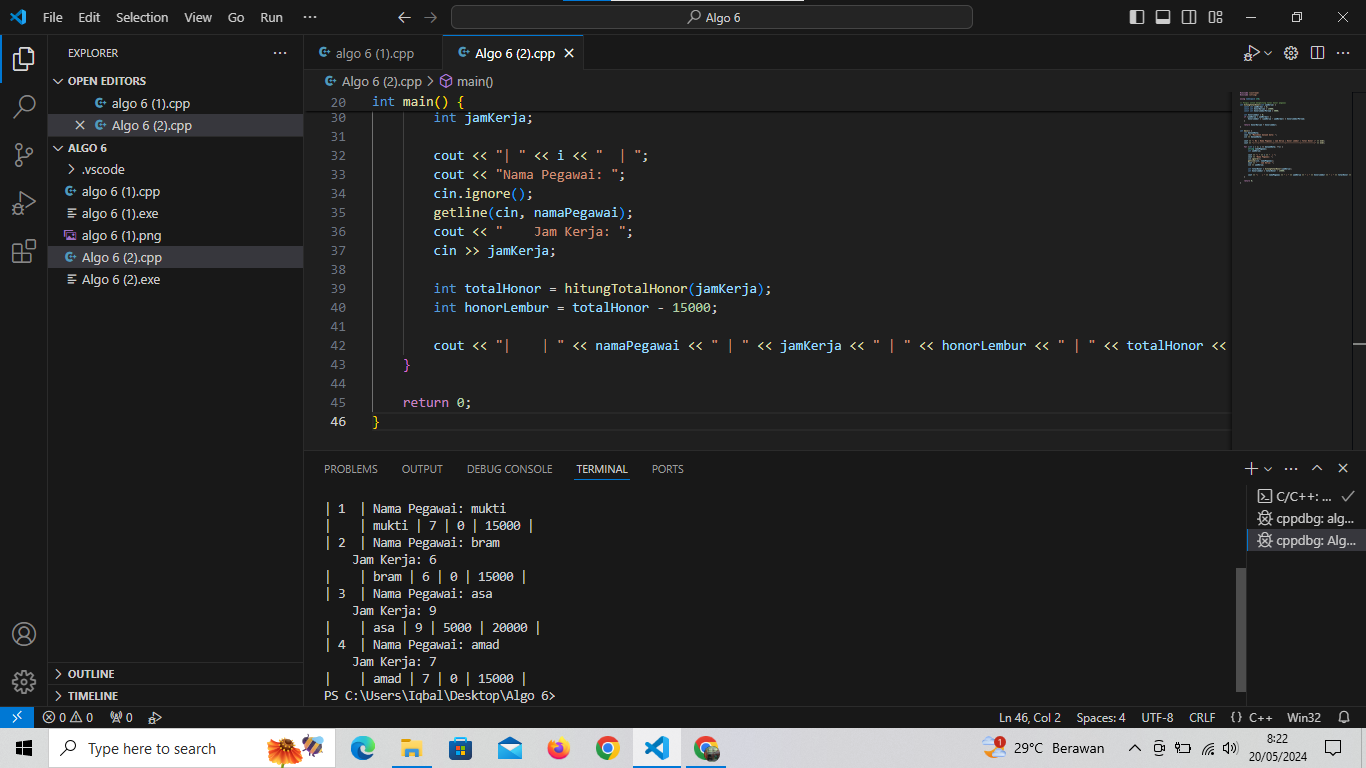 File Edit Selection View Go Run ··· Algo 6
EXPLORER ···
OPEN EDITORS
algo 6 (1).cpp
Algo 6 (2).cpp
ALGO 6
.vscode
algo 6 (1).cpp
algo 6 (1).exe
algo 6 (1).png
Algo 6 (2).cpp
Algo 6 (2).exe
OUTLINE
TIMELINE
algo 6 (1).cpp Algo 6 (2).cpp
Algo 6 (2).cpp > main()
20 int main() {
30 int jamKerja;
31
32 cout << "| " << i << "  | ";
33 cout << "Nama Pegawai: ";
34 cin.ignore();
35 getline(cin, namaPegawai);
36 cout << "    Jam Kerja: ";
37 cin >> jamKerja;
38
39 int totalHonor = hitungTotalHonor(jamKerja);
40 int honorLembur = totalHonor - 15000;
41
42 cout << "|    | " << namaPegawai << " | " << jamKerja << " | " << honorLembur << " | " << totalHonor <<
43 }
44
45 return 0;
46 }
PROBLEMS OUTPUT DEBUG CONSOLE TERMINAL PORTS
| 1  | Nama Pegawai: mukti
|    | mukti | 7 | 0 | 15000 |
| 2  | Nama Pegawai: bram
    Jam Kerja: 6
|    | bram | 6 | 0 | 15000 |
| 3  | Nama Pegawai: asa
    Jam Kerja: 9
|    | asa | 9 | 5000 | 20000 |
| 4  | Nama Pegawai: amad
    Jam Kerja: 7
|    | amad | 7 | 0 | 15000 |
PS C:\Users\Iqbal\Desktop\Algo 6>
C/C++: ...
cppdbg: alg...
cppdbg: Alg...
0 0 0 Ln 46, Col 2 Spaces: 4 UTF-8 CRLF {} C++ Win32
Type here to search 1 29°C Berawan 8:22
20/05/2024